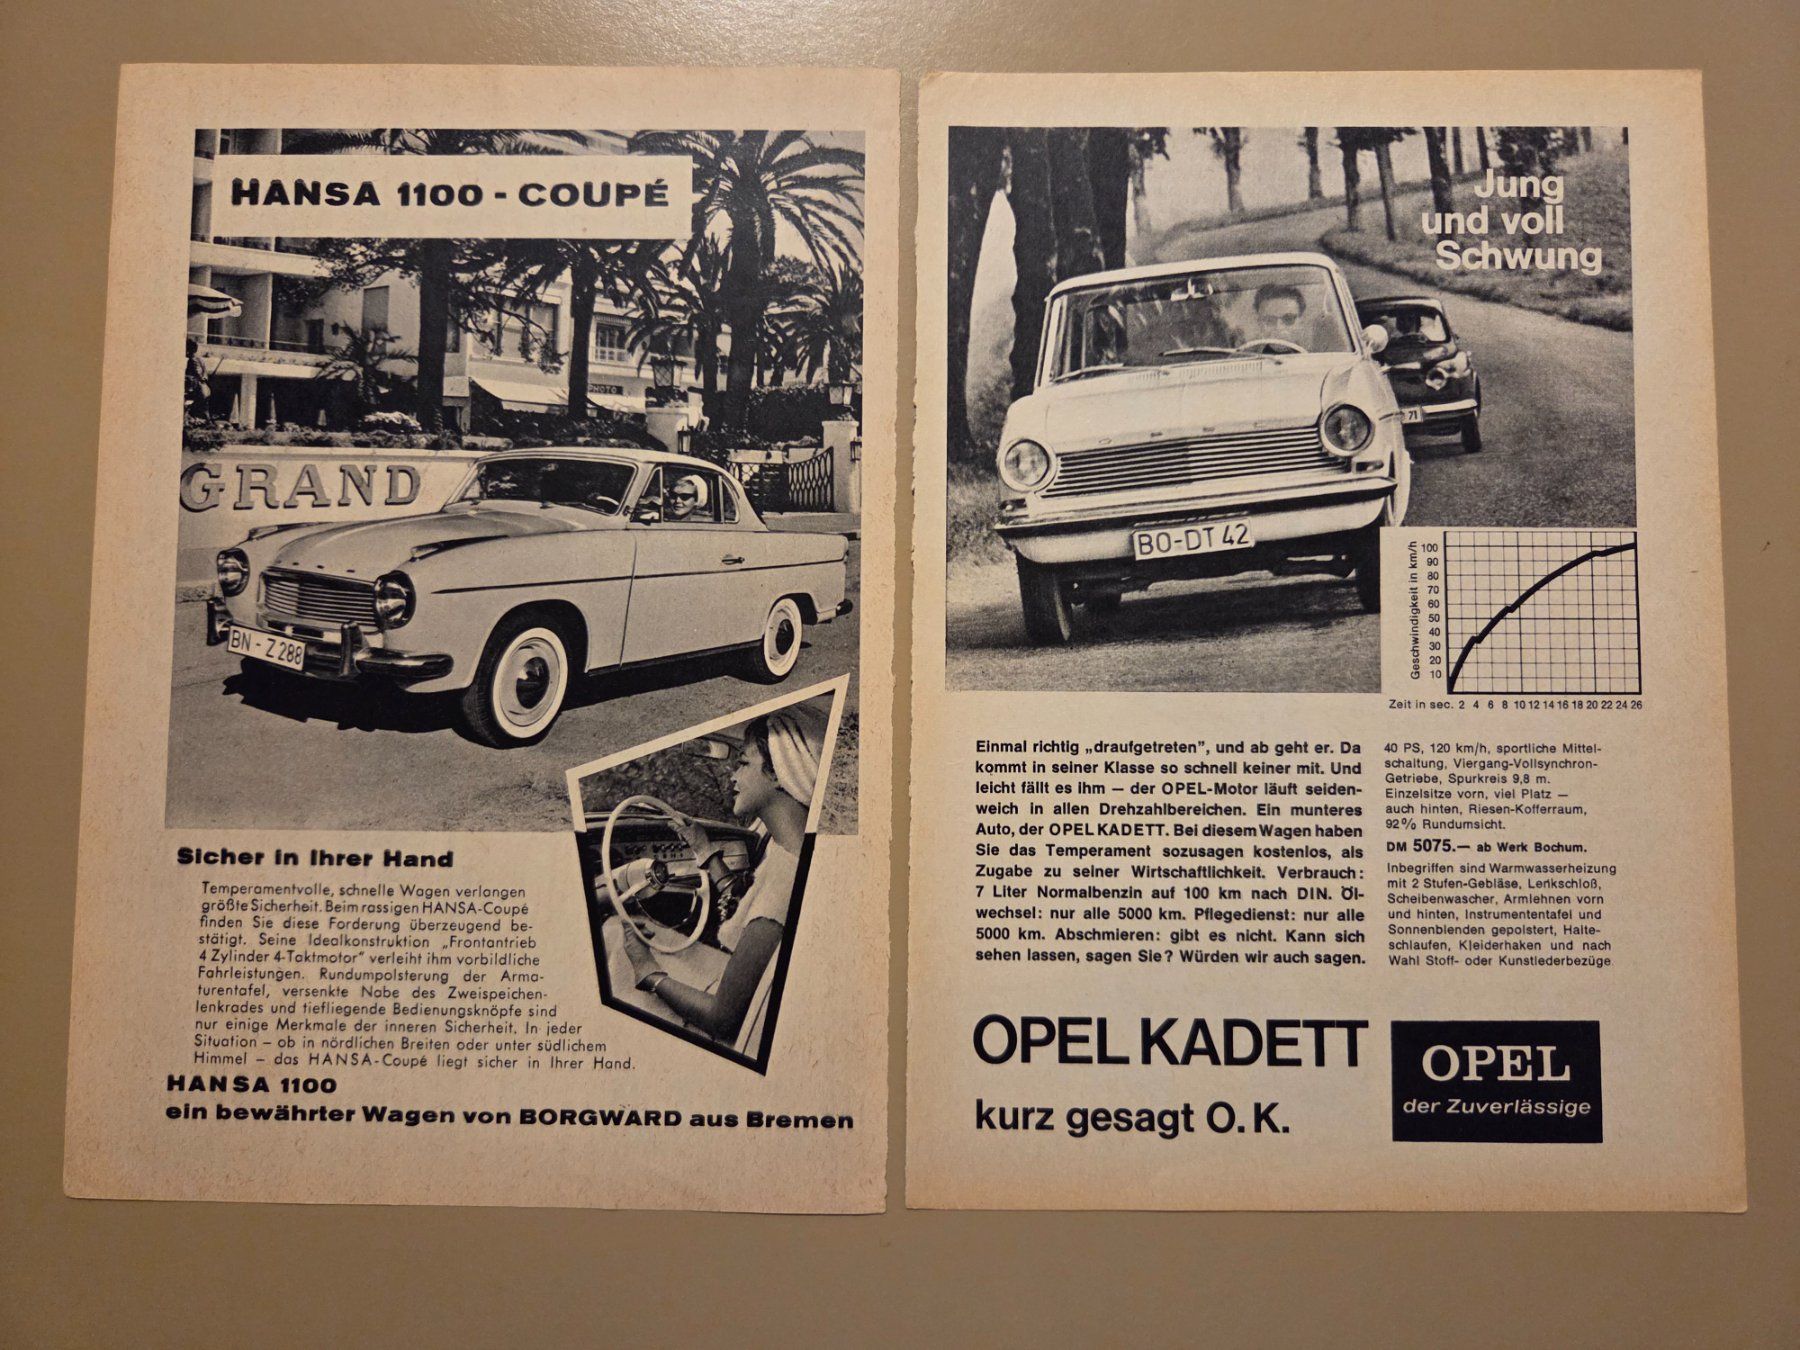 HANSA 1100 - COUPÉ
PHOTO
GRAND
BN - Z 288
Sicher in Ihrer Hand
Temperamentvolle, schnelle Wagen verlangen
größte Sicherheit. Beim rassigen HANSA-Coupé
finden Sie diese Forderung überzeugend be-
stätigt. Seine Idealkonstruktion „Frontantrieb
4 Zylinder 4-Taktmotor" verleiht ihm vorbildliche
Fahrleistungen. Rundumpolsterung der Arma-
turentafel, versenkte Nabe des Zweispeichen-
lenkrades und tiefliegende Bedienungsknöpfe sind
nur einige Merkmale der inneren Sicherheit. In jeder
Situation – ob in nördlichen Breiten oder unter südlichem
Himmel – das HANSA-Coupé liegt sicher in Ihrer Hand.
HANSA 1100
ein bewährter Wagen von BORGWARD aus Bremen
Jung
und voll
Schwung
OPEL
71
BO-DT 42
Geschwindigkeit in km/h
100
90
80
70
60
50
40
30
20
10
Zeit in sec. 2 4 6 8 10 12 14 16 18 20 22 24 26
Einmal richtig „draufgetreten", und ab geht er. Da
kommt in seiner Klasse so schnell keiner mit. Und
leicht fällt es ihm — der OPEL-Motor läuft seiden-
weich in allen Drehzahlbereichen. Ein munteres
Auto, der OPEL KADETT. Bei diesem Wagen haben
Sie das Temperament sozusagen kostenlos, als
Zugabe zu seiner Wirtschaftlichkeit. Verbrauch:
7 Liter Normalbenzin auf 100 km nach DIN. Öl-
wechsel: nur alle 5000 km. Pflegedienst: nur alle
5000 km. Abschmieren: gibt es nicht. Kann sich
sehen lassen, sagen Sie? Würden wir auch sagen.
40 PS, 120 km/h, sportliche Mittel-
schaltung, Viergang-Vollsynchron-
Getriebe, Spurkreis 9,8 m.
Einzelsitze vorn, viel Platz —
auch hinten, Riesen-Kofferraum,
92% Rundumsicht.
DM 5075.— ab Werk Bochum.
Inbegriffen sind Warmwasserheizung
mit 2 Stufen-Gebläse, Lenkschloß,
Scheibenwascher, Armlehnen vorn
und hinten, Instrumententafel und
Sonnenblenden gepolstert, Halte-
schlaufen, Kleiderhaken und nach
Wahl Stoff- oder Kunstlederbezüge
OPEL KADETT
kurz gesagt O.K.
OPEL
der Zuverlässige